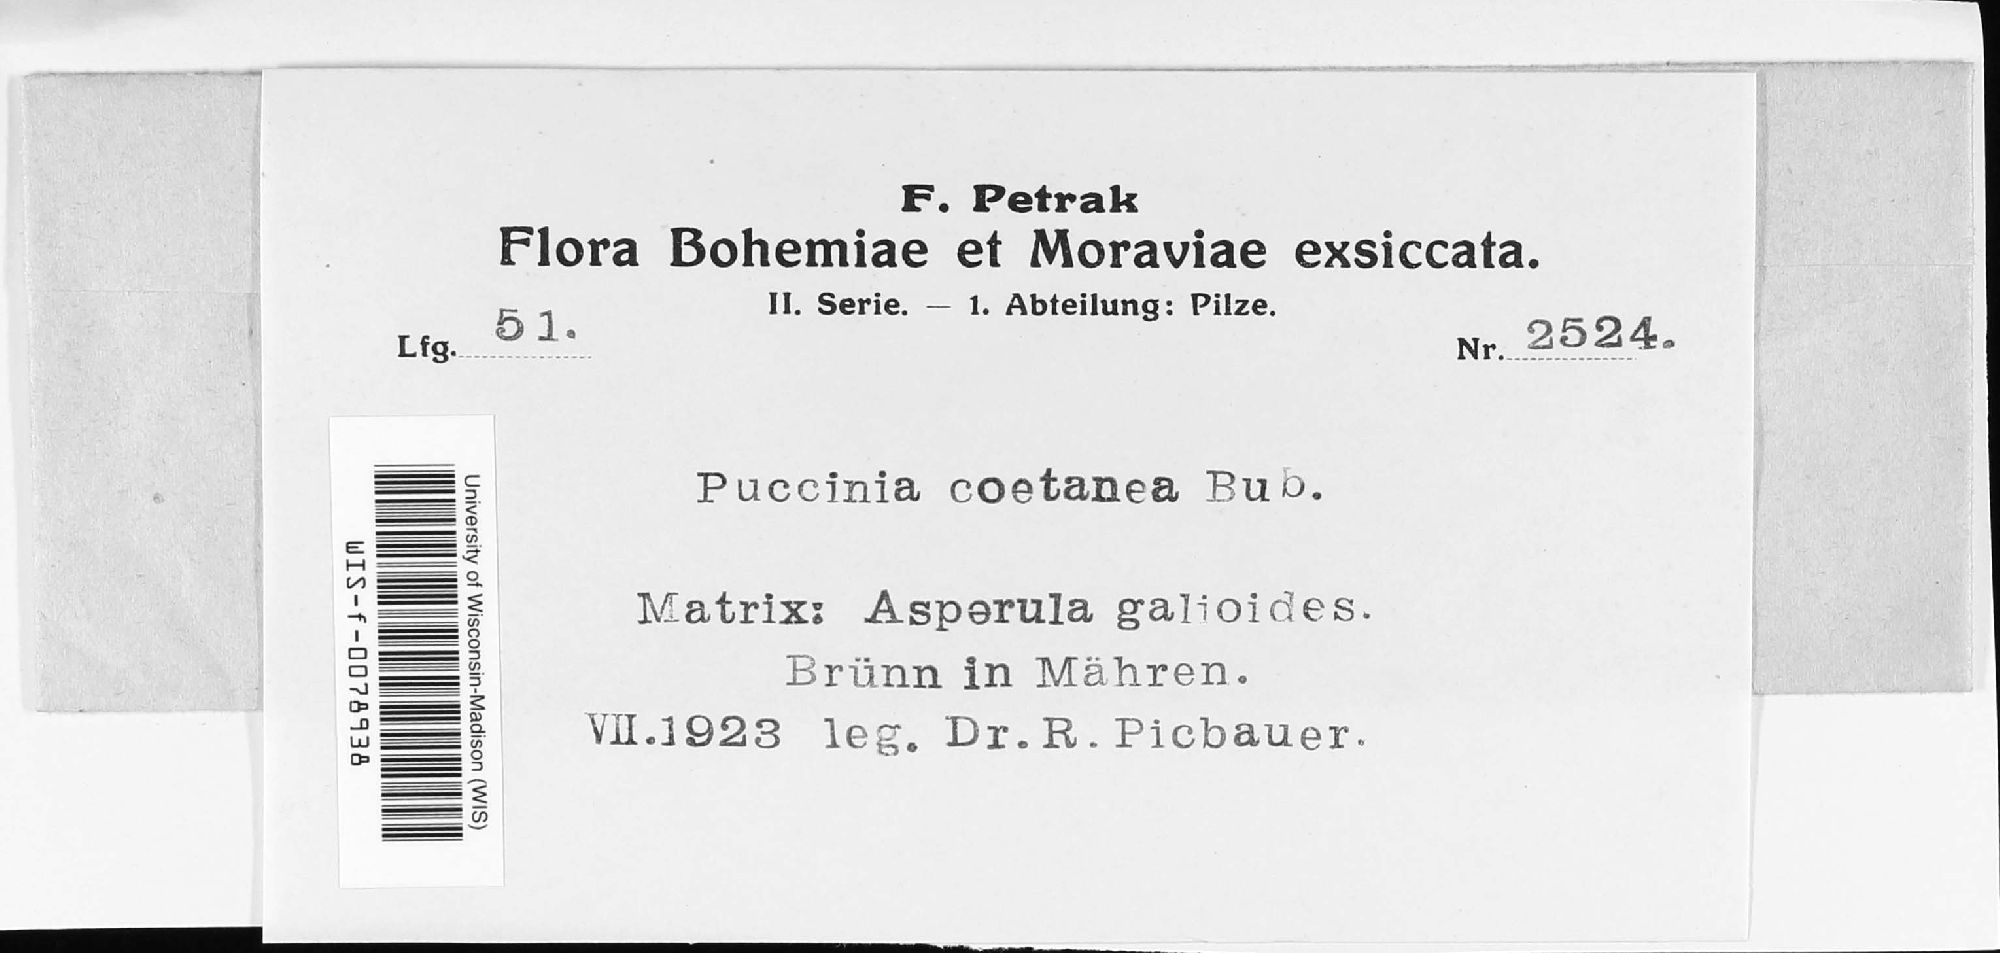 F. Petrak
Flora Bohemiae et Moraviae exsiccata.
II. Serie. — 1. Abteilung: Pilze.
Lfg. 51.
Nr. 2524.
Puccinia coetanea Bub.
Matrix: Asperula galioides.
Brünn in Mähren.
VII.1923 leg. Dr.R.Picbauer.
University of Wisconsin-Madison (WIS)
WIS-f-0078938